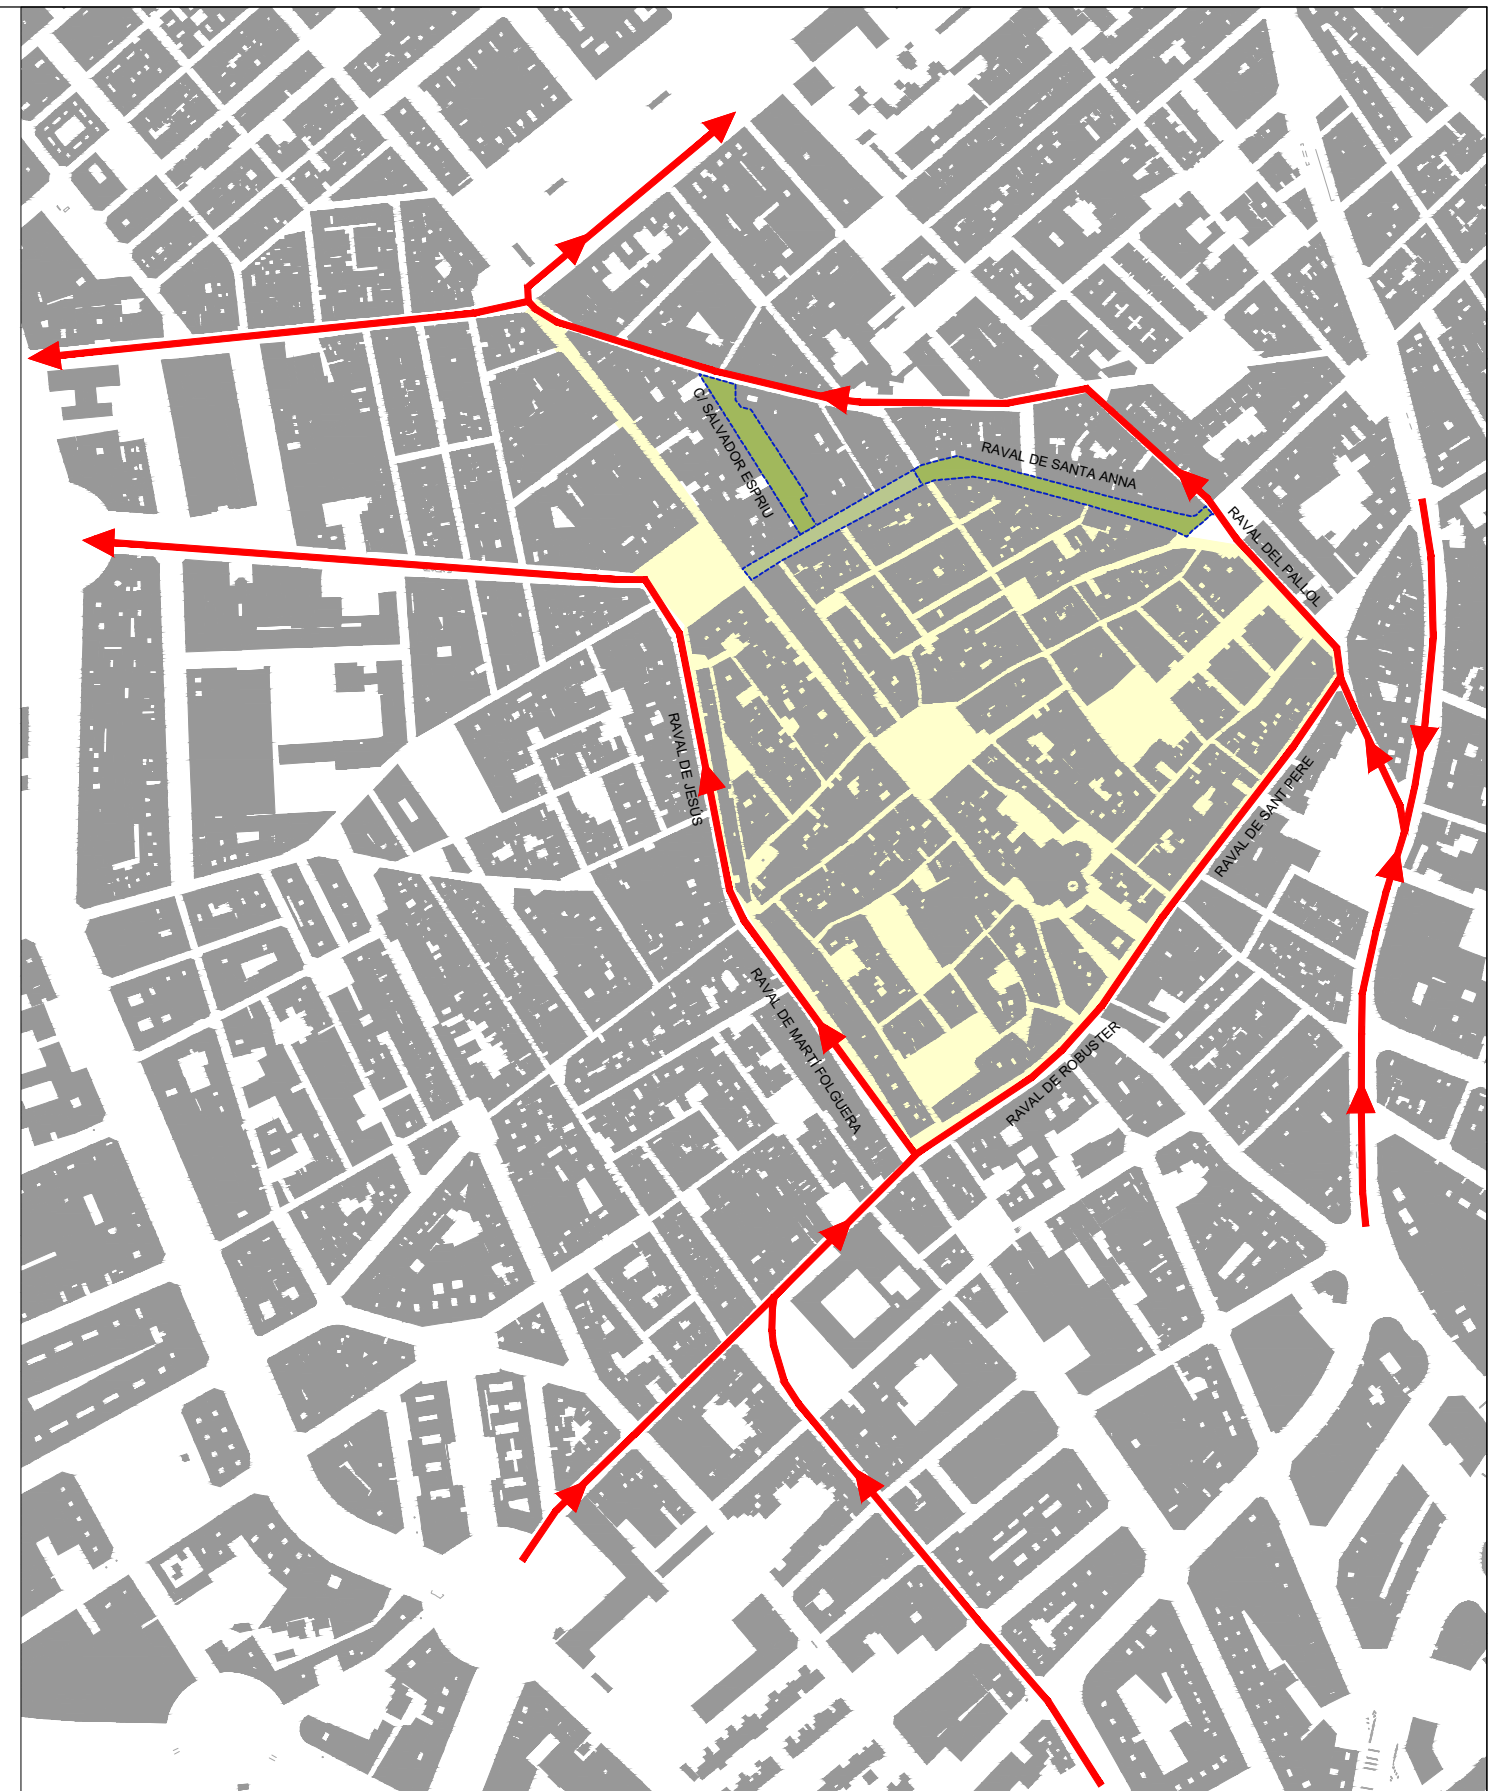 C/ SALVADOR ESPRIU
RAVAL DE SANTA ANNA
RAVAL DEL PALLOL
RAVAL DE JESÚS
RAVAL DE SANT PERE
RAVAL DE MARTÍ FOLGUERA
RAVAL DE ROBUSTER